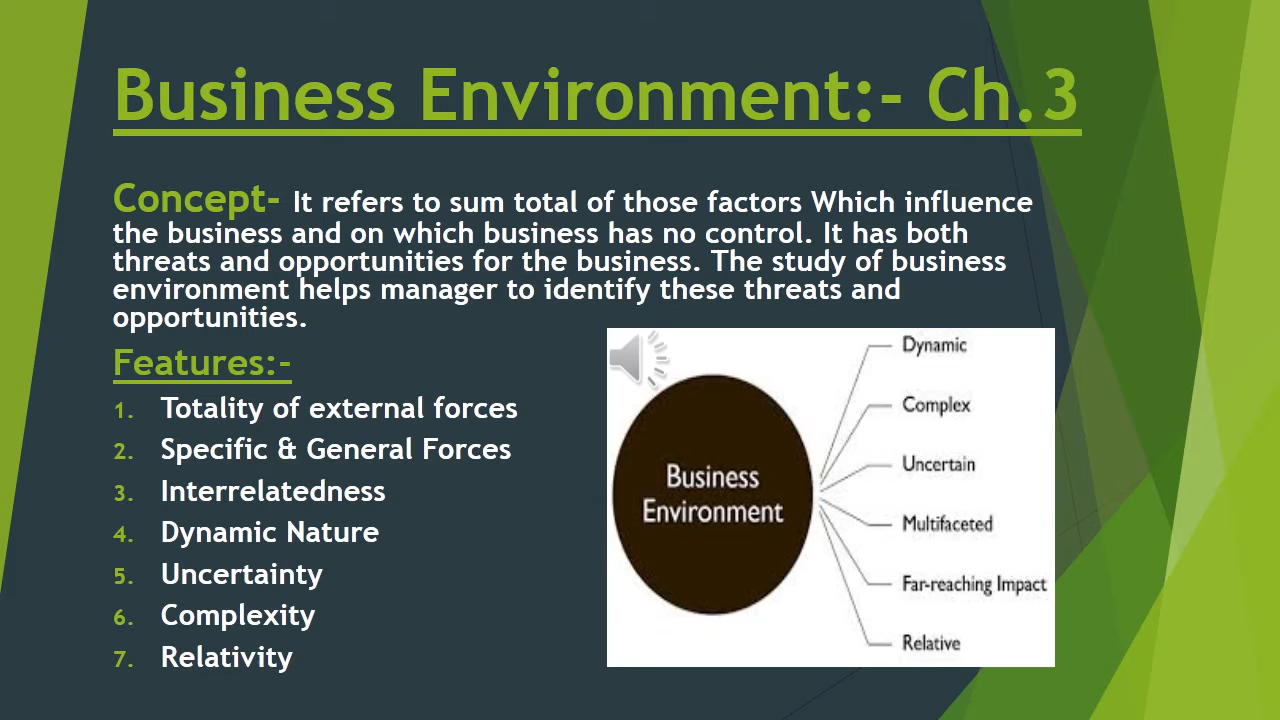 Business Environment:- Ch.3
Concept- It refers to sum total of those factors Which influence
the business and on which business has no control. It has both
threats and opportunities for the business. The study of business
environment helps manager to identify these threats and
opportunities.
Features:-
1. Totality of external forces
2. Specific & General Forces
3. Interrelatedness
4. Dynamic Nature
5. Uncertainty
6. Complexity
7. Relativity
Business
Environment
Dynamic
Complex
Uncertain
Multifaceted
Far-reaching Impact
Relative